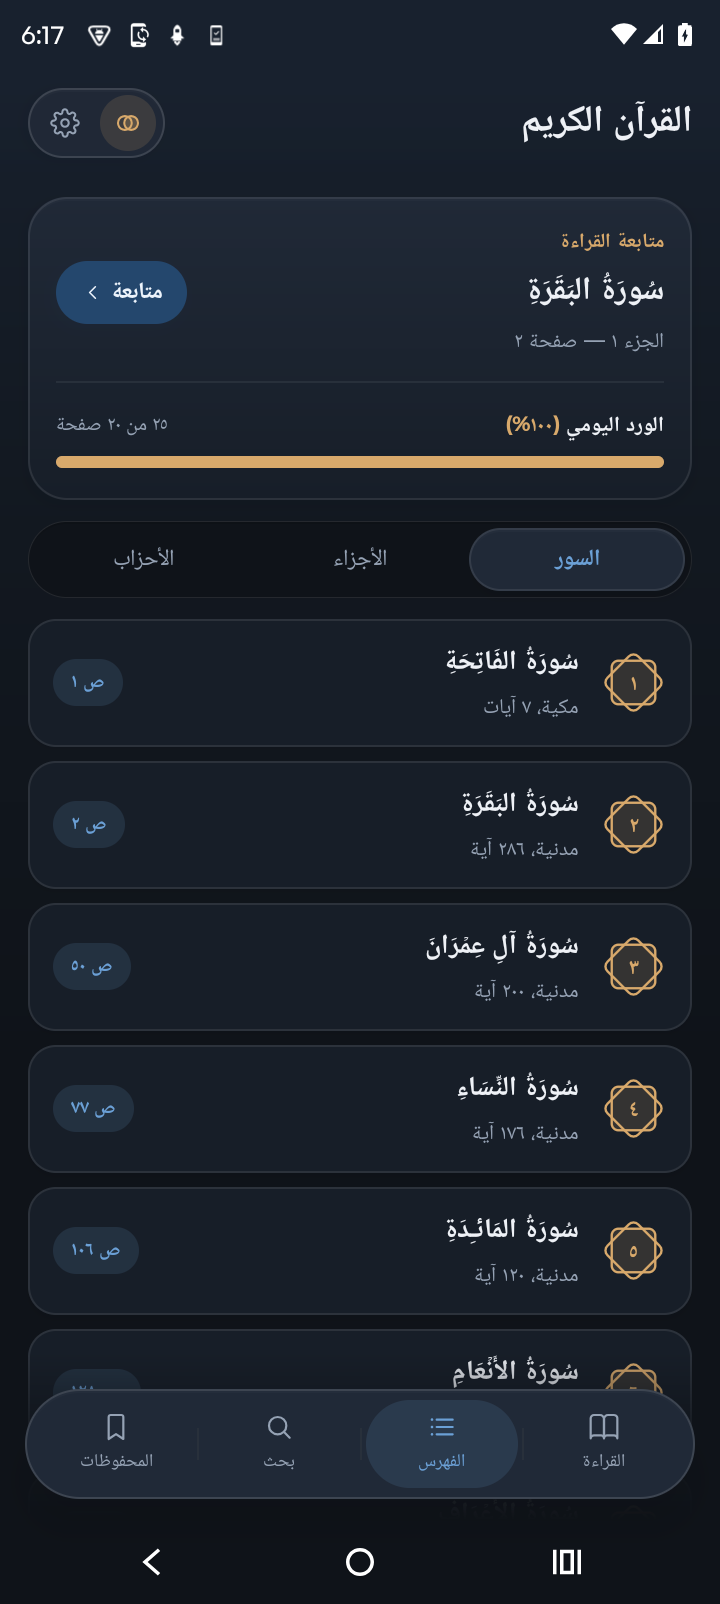 6:17
القرآن الكريم
متابعة القراءة
سُورَةُ البَقَرَةِ
متابعة
الجزء ١ — صفحة ٢
الورد اليومي (١٠٠%)
٢٥ من ٢٠ صفحة
السور
الأجزاء
الأحزاب
١
سُورَةُ الفَاتِحَةِ
مكية، ٧ آيات
ص ١
٢
سُورَةُ البَقَرَةِ
مدنية، ٢٨٦ آية
ص ٢
٣
سُورَةُ آلِ عِمۡرَانَ
مدنية، ٢٠٠ آية
ص ٥٠
٤
سُورَةُ النِّسَاءِ
مدنية، ١٧٦ آية
ص ٧٧
٥
سُورَةُ المَائـِدَةِ
مدنية، ١٢٠ آية
ص ١٠٦
سُورَةُ الأَنۡعَامِ
القراءة
الفهرس
بحث
المحفوظات